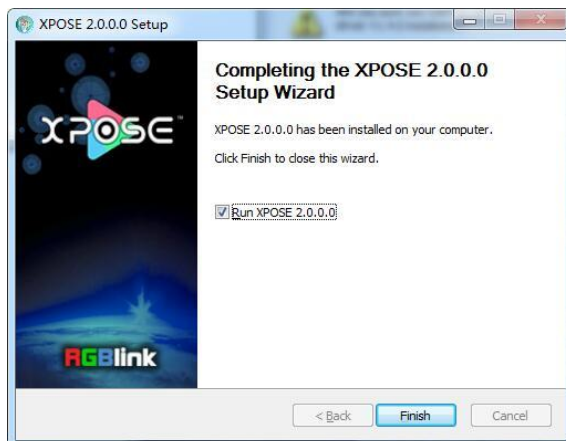 XPOSE 2.0.0.0 Setup
XPOSE™
RGBlink
Completing the XPOSE 2.0.0.0
Setup Wizard
XPOSE 2.0.0.0 has been installed on your computer.
Click Finish to close this wizard.
Run XPOSE 2.0.0.0
< Back
Finish
Cancel